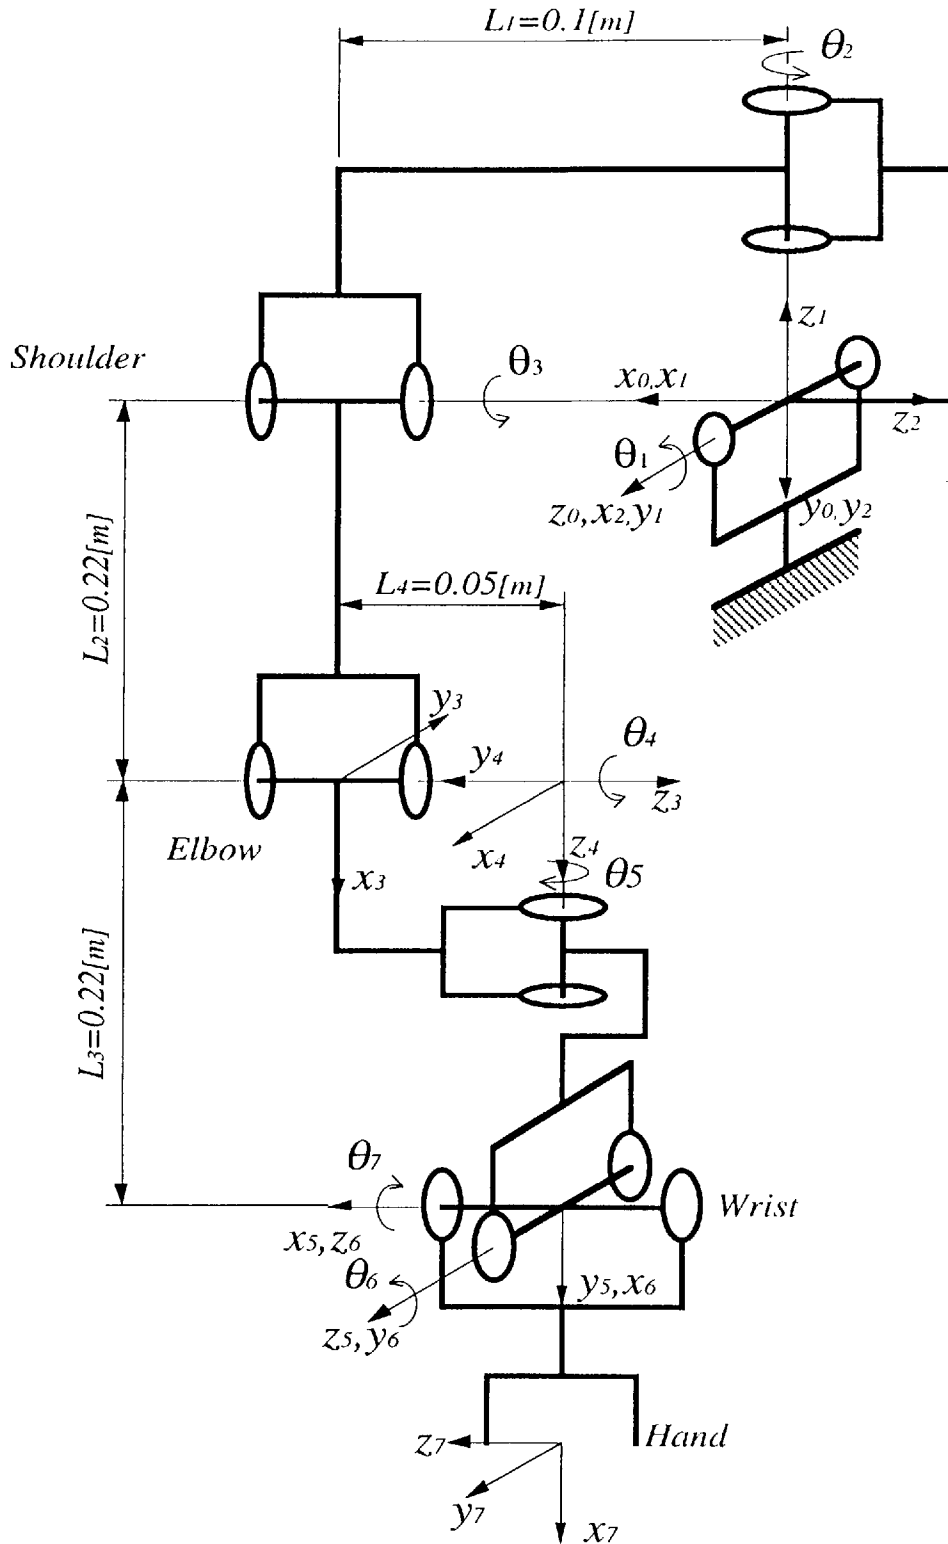 L1=0.1[m]
θ2
z1
Shoulder
θ3
x0,x1
z2
θ1
z0,x2,y1
y0,y2
L2=0.22[m]
L4=0.05[m]
y3
θ4
y4
z3
Elbow
x4
z4
x3
θ5
L3=0.22[m]
θ7
Wrist
x5,z6
θ6
y5,x6
z5,y6
z7
Hand
y7
x7